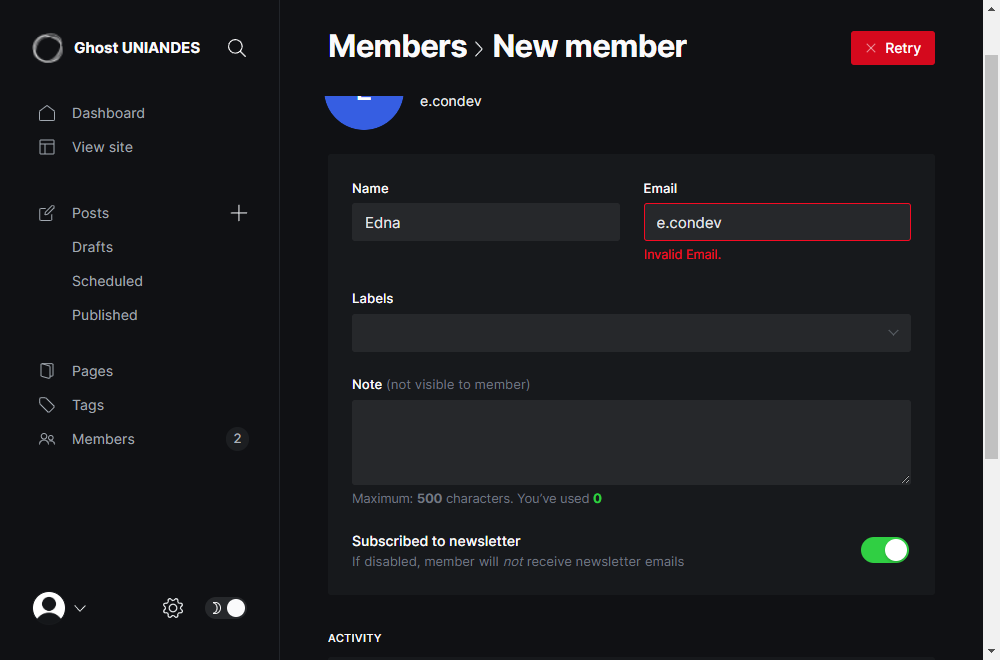 Ghost UNIANDES
Dashboard
View site
Posts
Drafts
Scheduled
Published
Pages
Tags
Members
2
Members > New member
Retry
e.condev
Name
Edna
Email
e.condev
Invalid Email.
Labels
Note (not visible to member)
Maximum: 500 characters. You've used 0
Subscribed to newsletter
If disabled, member will not receive newsletter emails
ACTIVITY